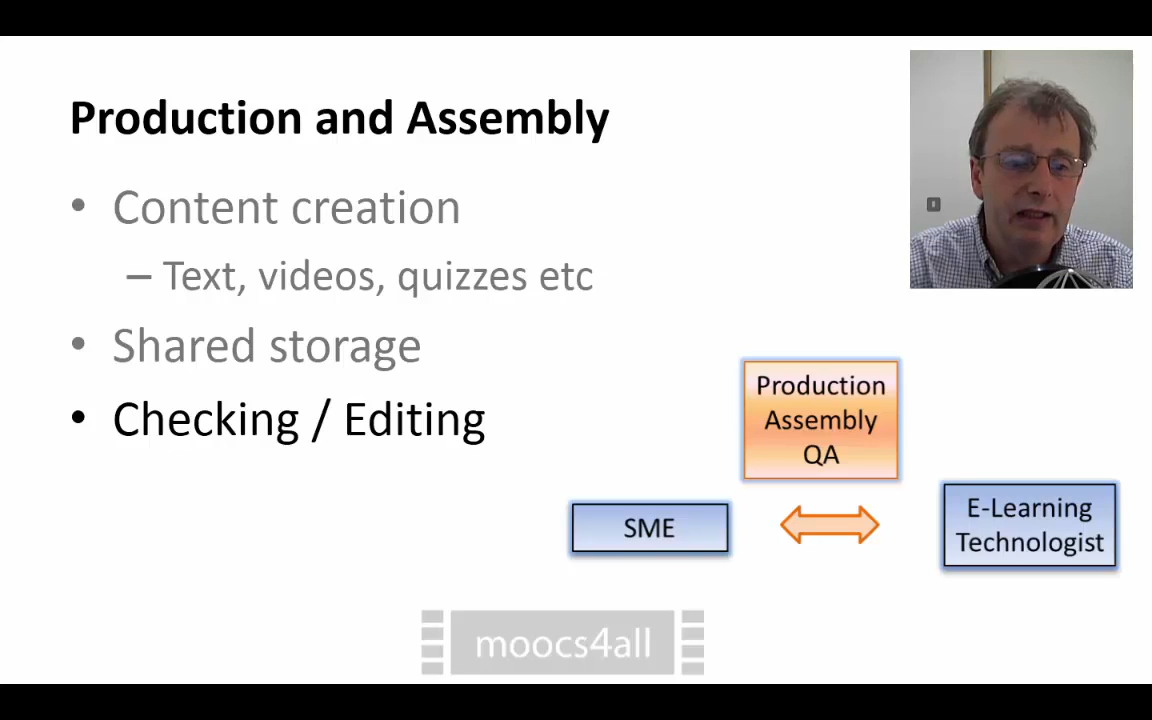 Production and Assembly
• Content creation
– Text, videos, quizzes etc
• Shared storage
• Checking / Editing
Production
Assembly
QA
SME
E-Learning
Technologist
moocs4all